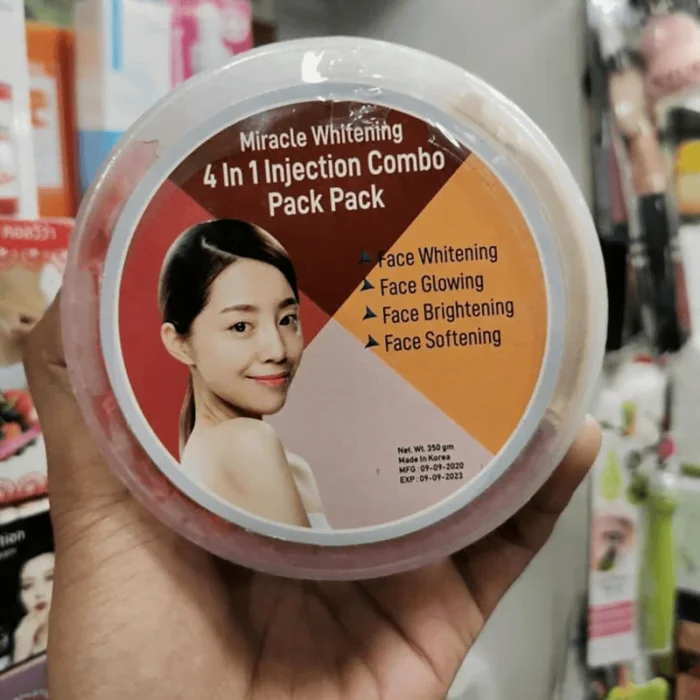 Miracle Whitening
4 In 1 Injection Combo
Pack Pack
Face Whitening
Face Glowing
Face Brightening
Face Softening
Net. Wt. 350 gm
Made In Korea
MFG : 09-09-2020
EXP : 09-09-2023